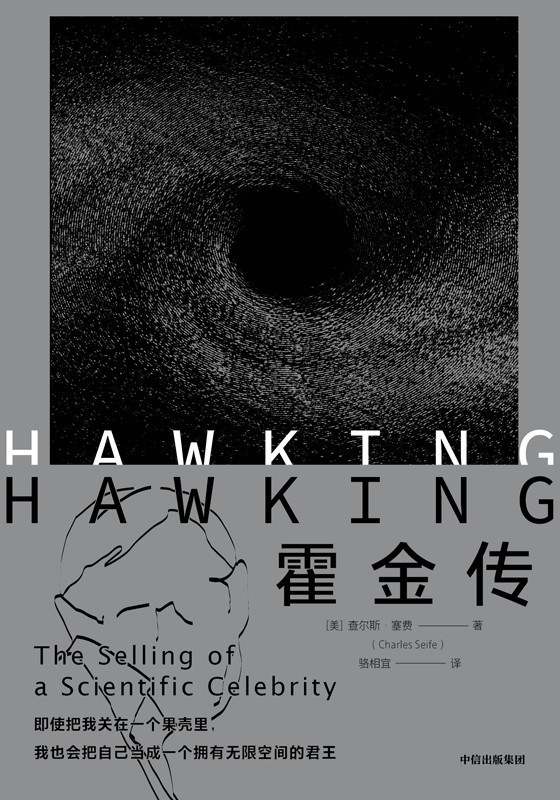 HAWKING
HAWKING
霍金传
[美] 查尔斯·塞费 ——— 著
( Charles Seife )
骆相宜 ——— 译
The Selling of
a Scientific Celebrity
即使把我关在一个果壳里,
我也会把自己当成一个拥有无限空间的君王
中信出版集团